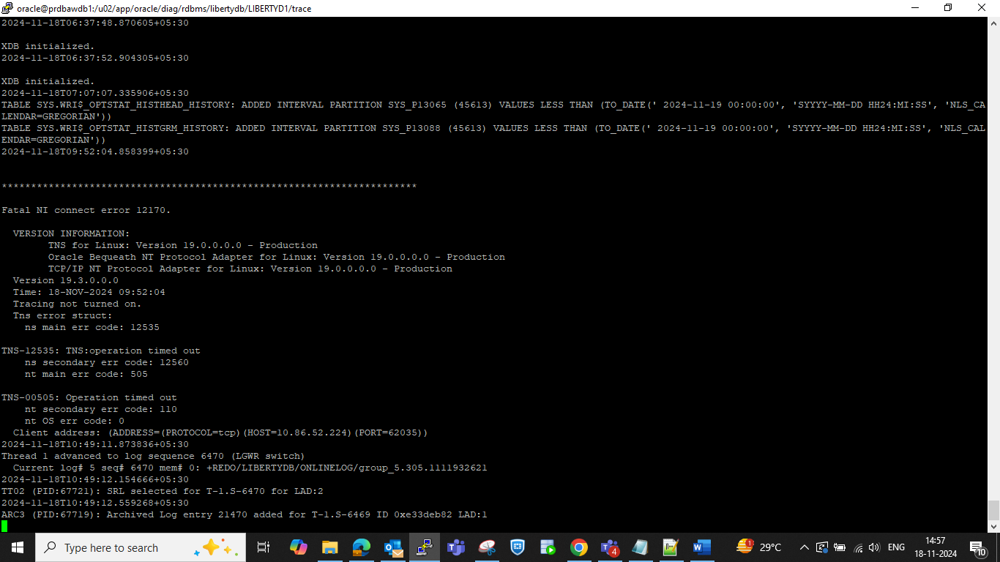 oracle@prdbawdb1:/u02/app/oracle/diag/rdbms/libertydb/LIBERTYD1/trace
2024-11-18T06:37:48.870605+05:30
XDB initialized.
2024-11-18T06:37:52.904305+05:30
XDB initialized.
2024-11-18T07:07:07.335906+05:30
TABLE SYS.WRI$_OPTSTAT_HISTHEAD_HISTORY: ADDED INTERVAL PARTITION SYS_P13065 (45613) VALUES LESS THAN (TO_DATE(' 2024-11-19 00:00:00', 'SYYYY-MM-DD HH24:MI:SS', 'NLS_CA
LENDAR=GREGORIAN'))
TABLE SYS.WRI$_OPTSTAT_HISTGRM_HISTORY: ADDED INTERVAL PARTITION SYS_P13088 (45613) VALUES LESS THAN (TO_DATE(' 2024-11-19 00:00:00', 'SYYYY-MM-DD HH24:MI:SS', 'NLS_CAL
ENDAR=GREGORIAN'))
2024-11-18T09:52:04.858399+05:30
***********************************************************************
Fatal NI connect error 12170.
VERSION INFORMATION:
TNS for Linux: Version 19.0.0.0.0 - Production
Oracle Bequeath NT Protocol Adapter for Linux: Version 19.0.0.0.0 - Production
TCP/IP NT Protocol Adapter for Linux: Version 19.0.0.0.0 - Production
Version 19.3.0.0.0
Time: 18-NOV-2024 09:52:04
Tracing not turned on.
Tns error struct:
ns main err code: 12535
TNS-12535: TNS:operation timed out
ns secondary err code: 12560
nt main err code: 505
TNS-00505: Operation timed out
nt secondary err code: 110
nt OS err code: 0
Client address: (ADDRESS=(PROTOCOL=tcp)(HOST=10.86.52.224)(PORT=62035))
2024-11-18T10:49:11.873836+05:30
Thread 1 advanced to log sequence 6470 (LGWR switch)
Current log# 5 seq# 6470 mem# 0: +REDO/LIBERTYDB/ONLINELOG/group_5.305.1111932621
2024-11-18T10:49:12.154666+05:30
TT02 (PID:67721): SRL selected for T-1.S-6470 for LAD:2
2024-11-18T10:49:12.559268+05:30
ARC3 (PID:67719): Archived Log entry 21470 added for T-1.S-6469 ID 0xe33deb82 LAD:1
Type here to search
4
1
29°C
ENG
14:57
18-11-2024
10